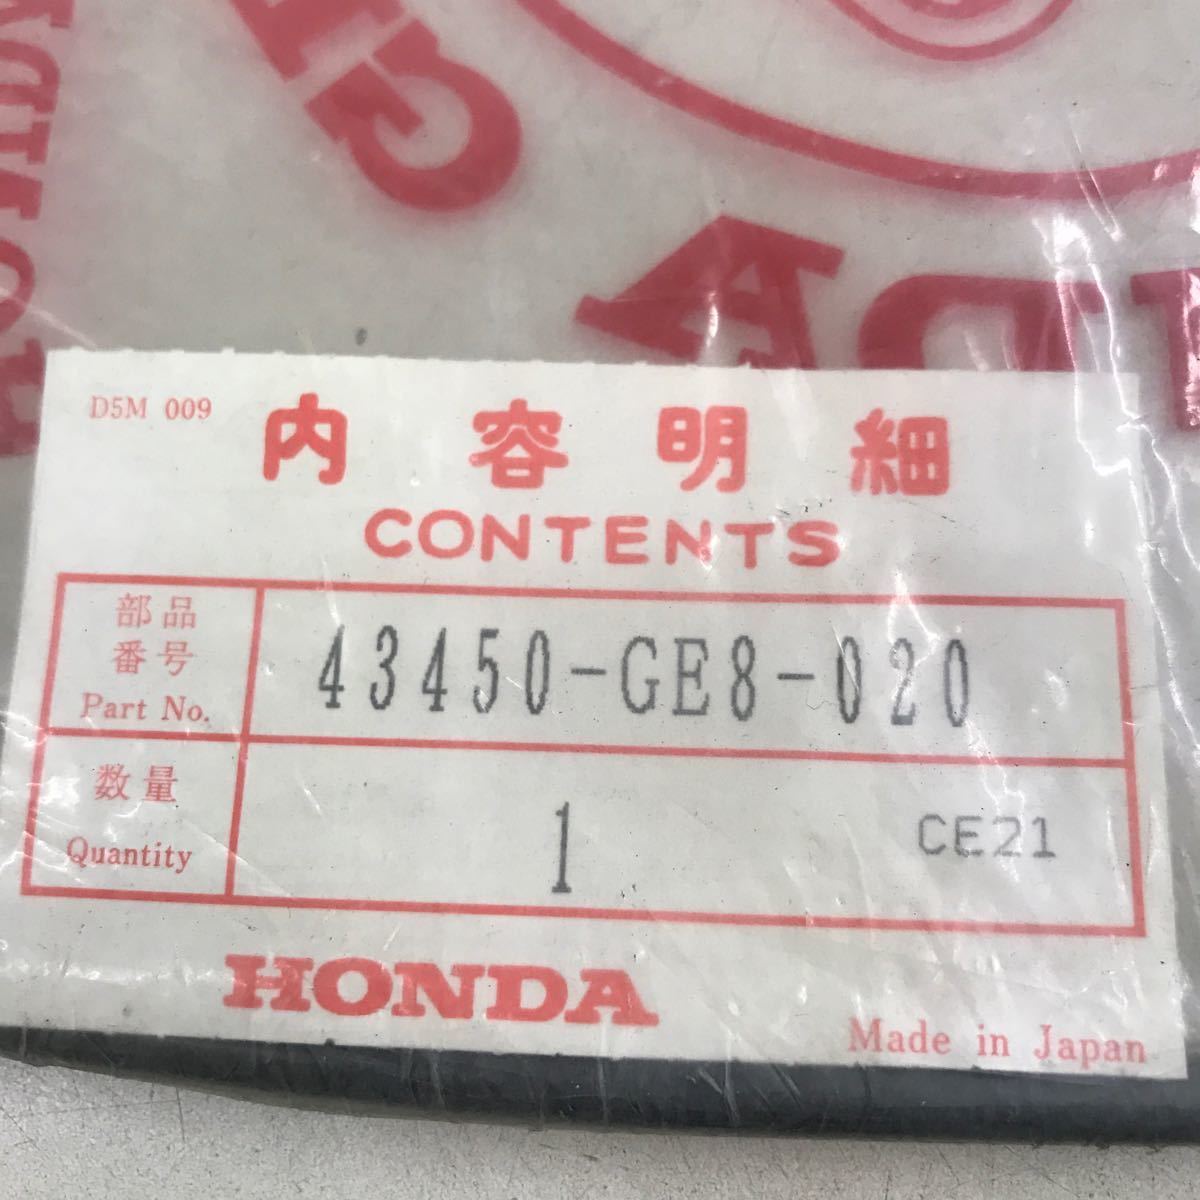 D5M 009
内容明細
CONTENTS
部品
番号
Part No.
43450-GE8-020
数量
Quantity
1
CE21
HONDA
Made in Japan